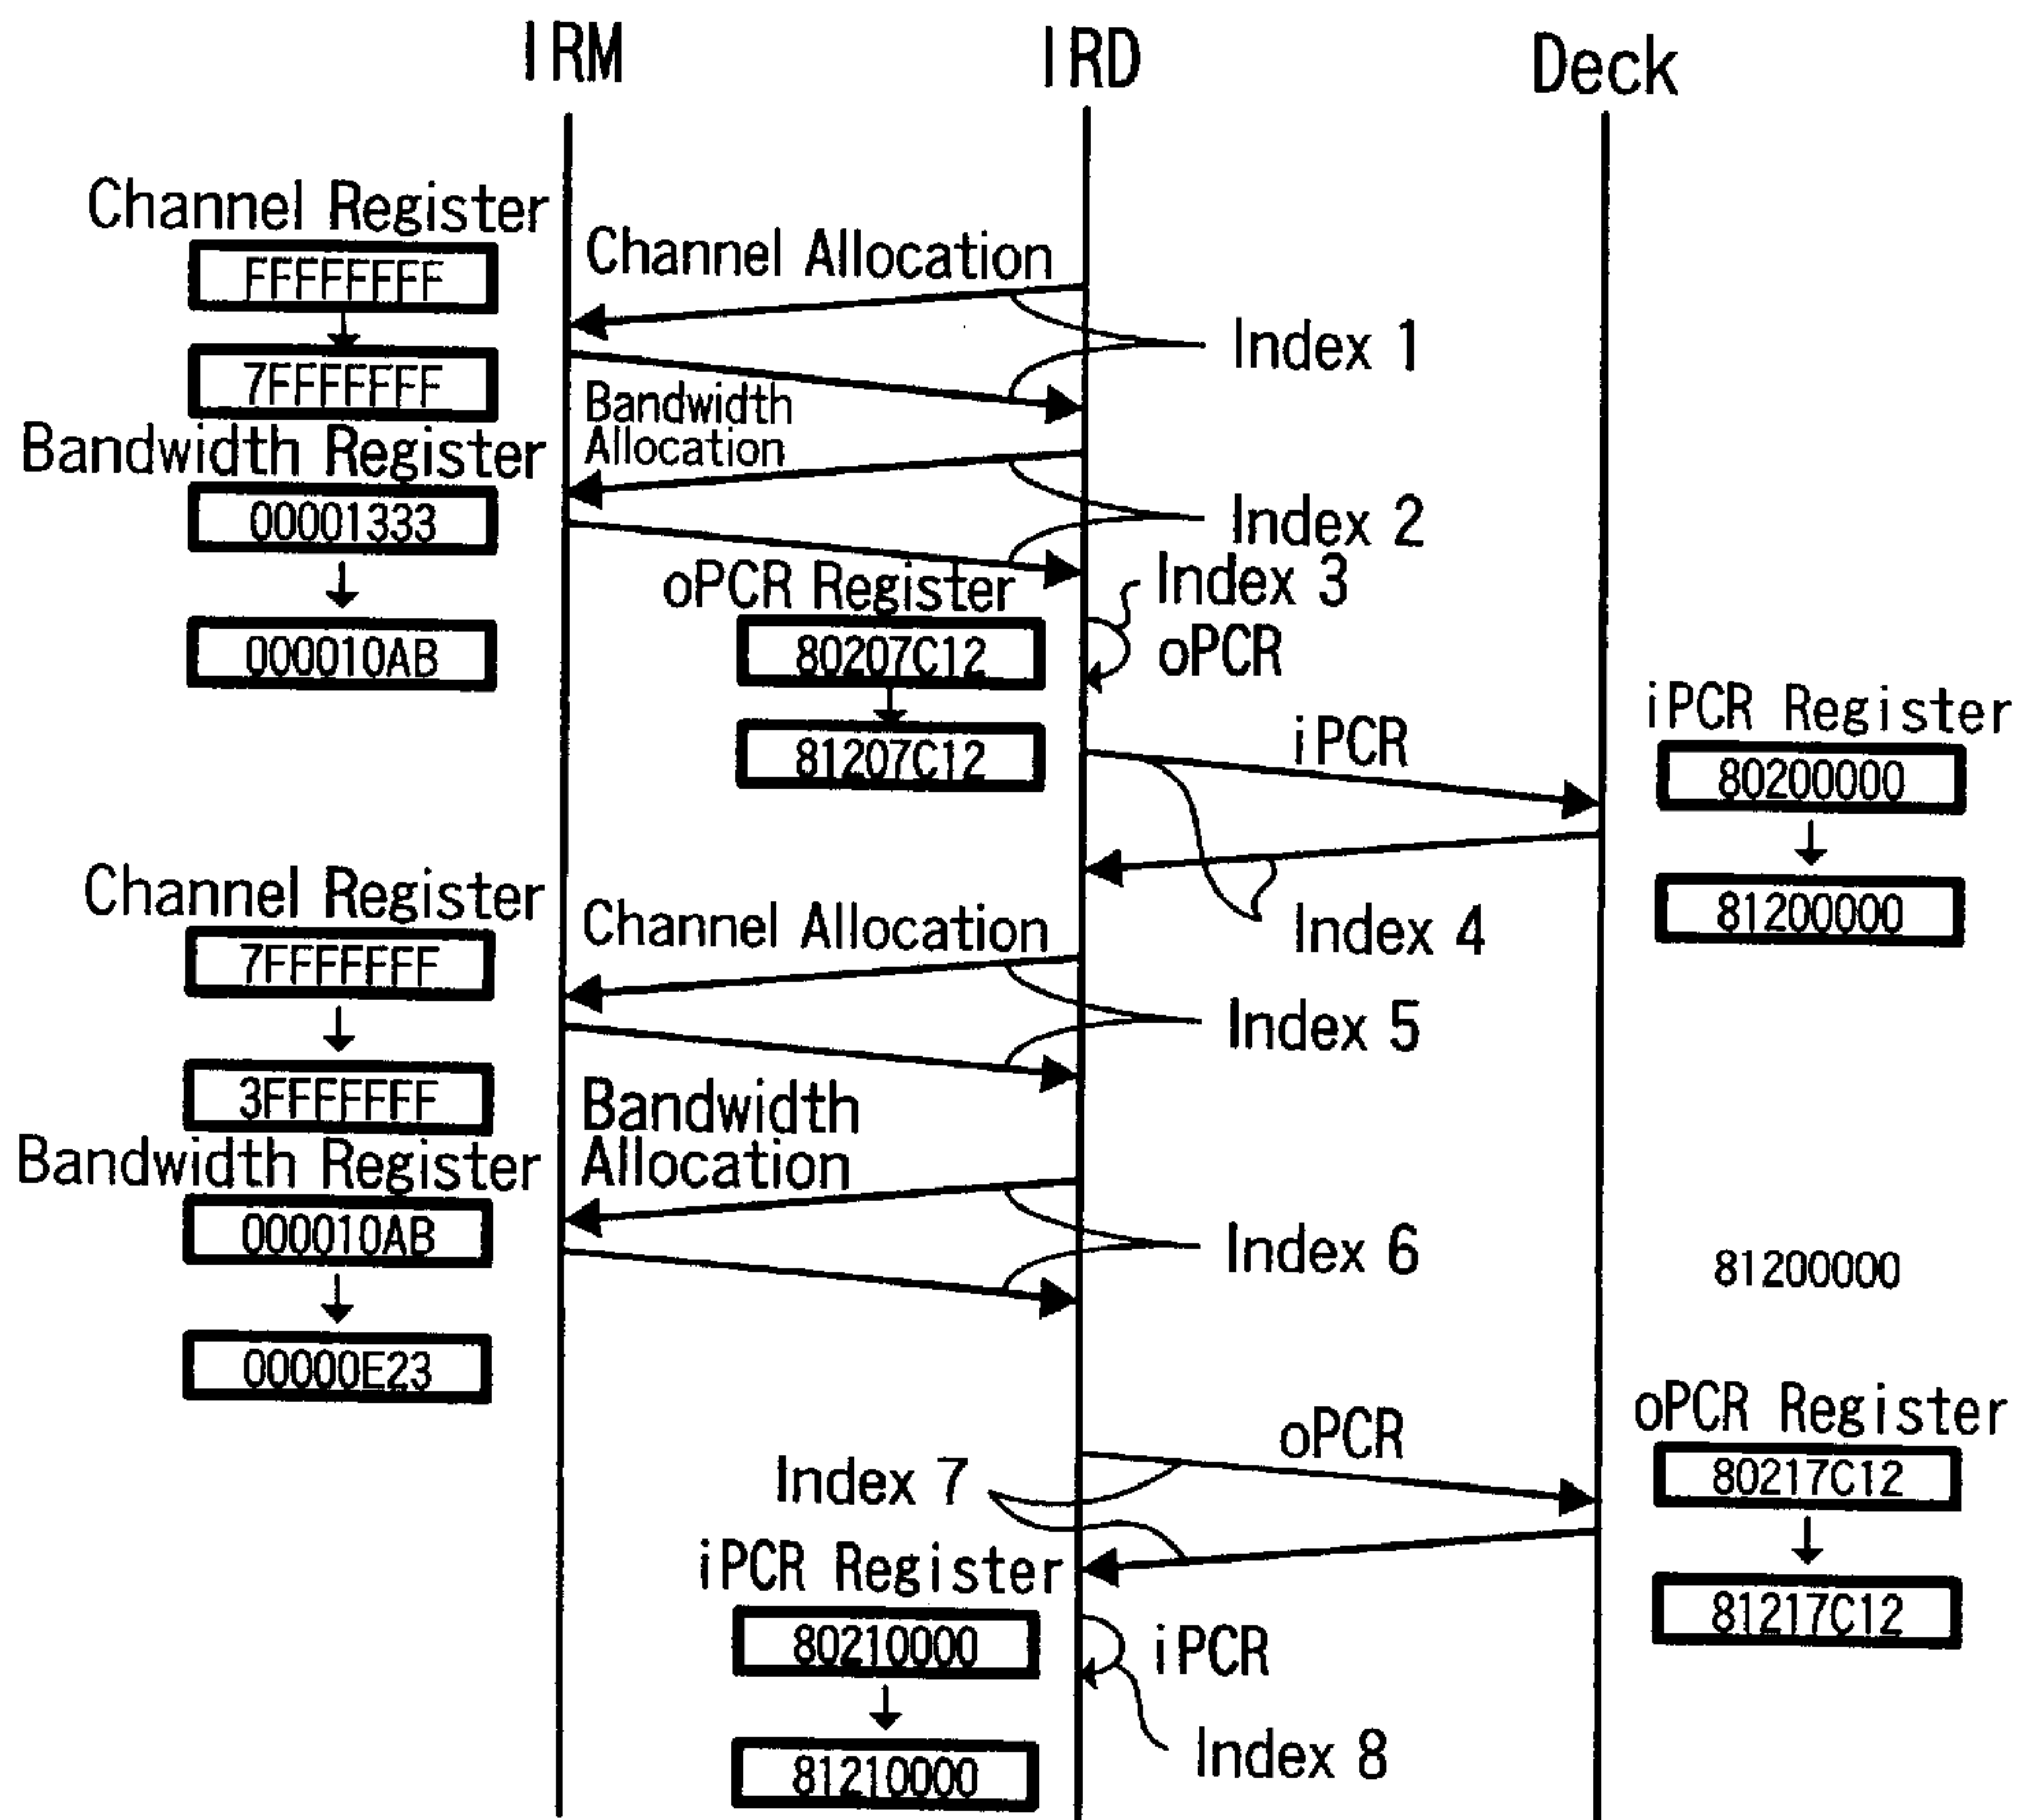 IRM
IRD
Deck
Channel Register
FFFFFFFF
7FFFFFFF
Channel Allocation
Index 1
Bandwidth Register
00001333
000010AB
Bandwidth
Allocation
Index 2
oPCR Register
80207C12
81207C12
Index 3
oPCR
iPCR
iPCR Register
80200000
81200000
Index 4
Channel Register
7FFFFFFF
3FFFFFFF
Channel Allocation
Index 5
Bandwidth Register
000010AB
00000E23
Bandwidth
Allocation
Index 6
81200000
oPCR
Index 7
oPCR Register
80217C12
81217C12
iPCR Register
80210000
81210000
iPCR
Index 8